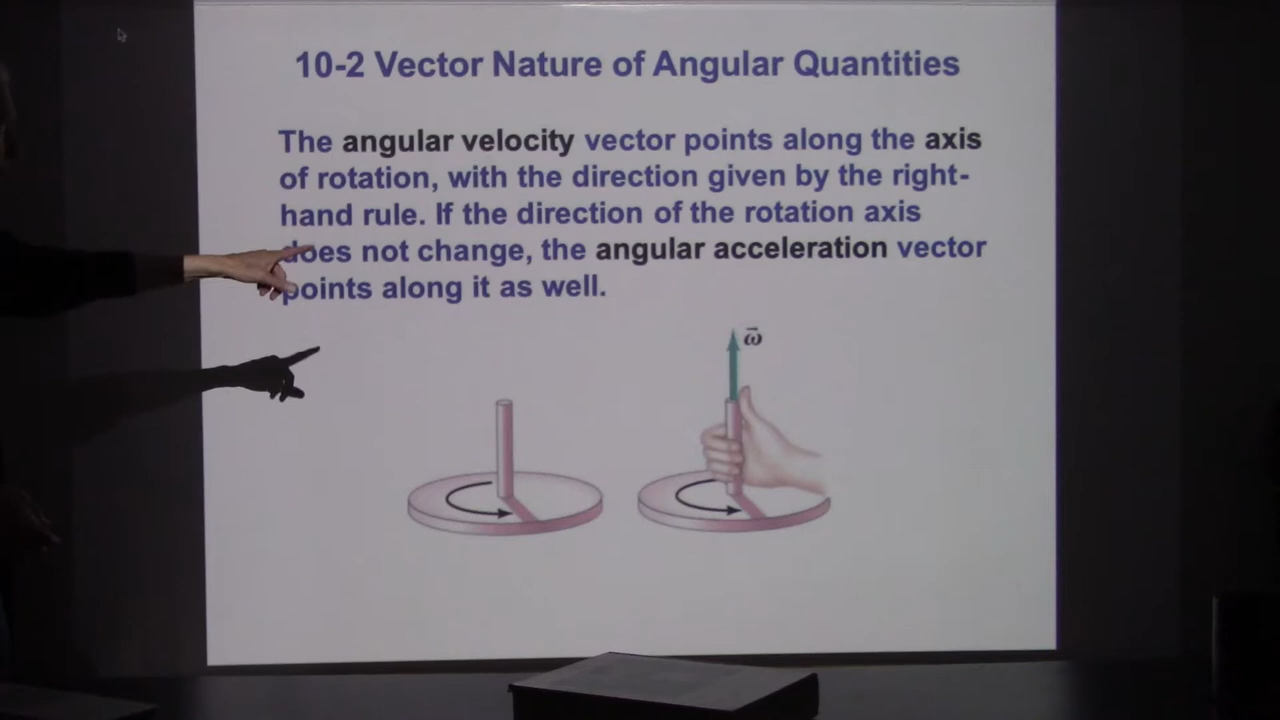 10-2 Vector Nature of Angular Quantities
The angular velocity vector points along the axis
of rotation, with the direction given by the right-
hand rule. If the direction of the rotation axis
does not change, the angular acceleration vector
points along it as well.
ω⃗